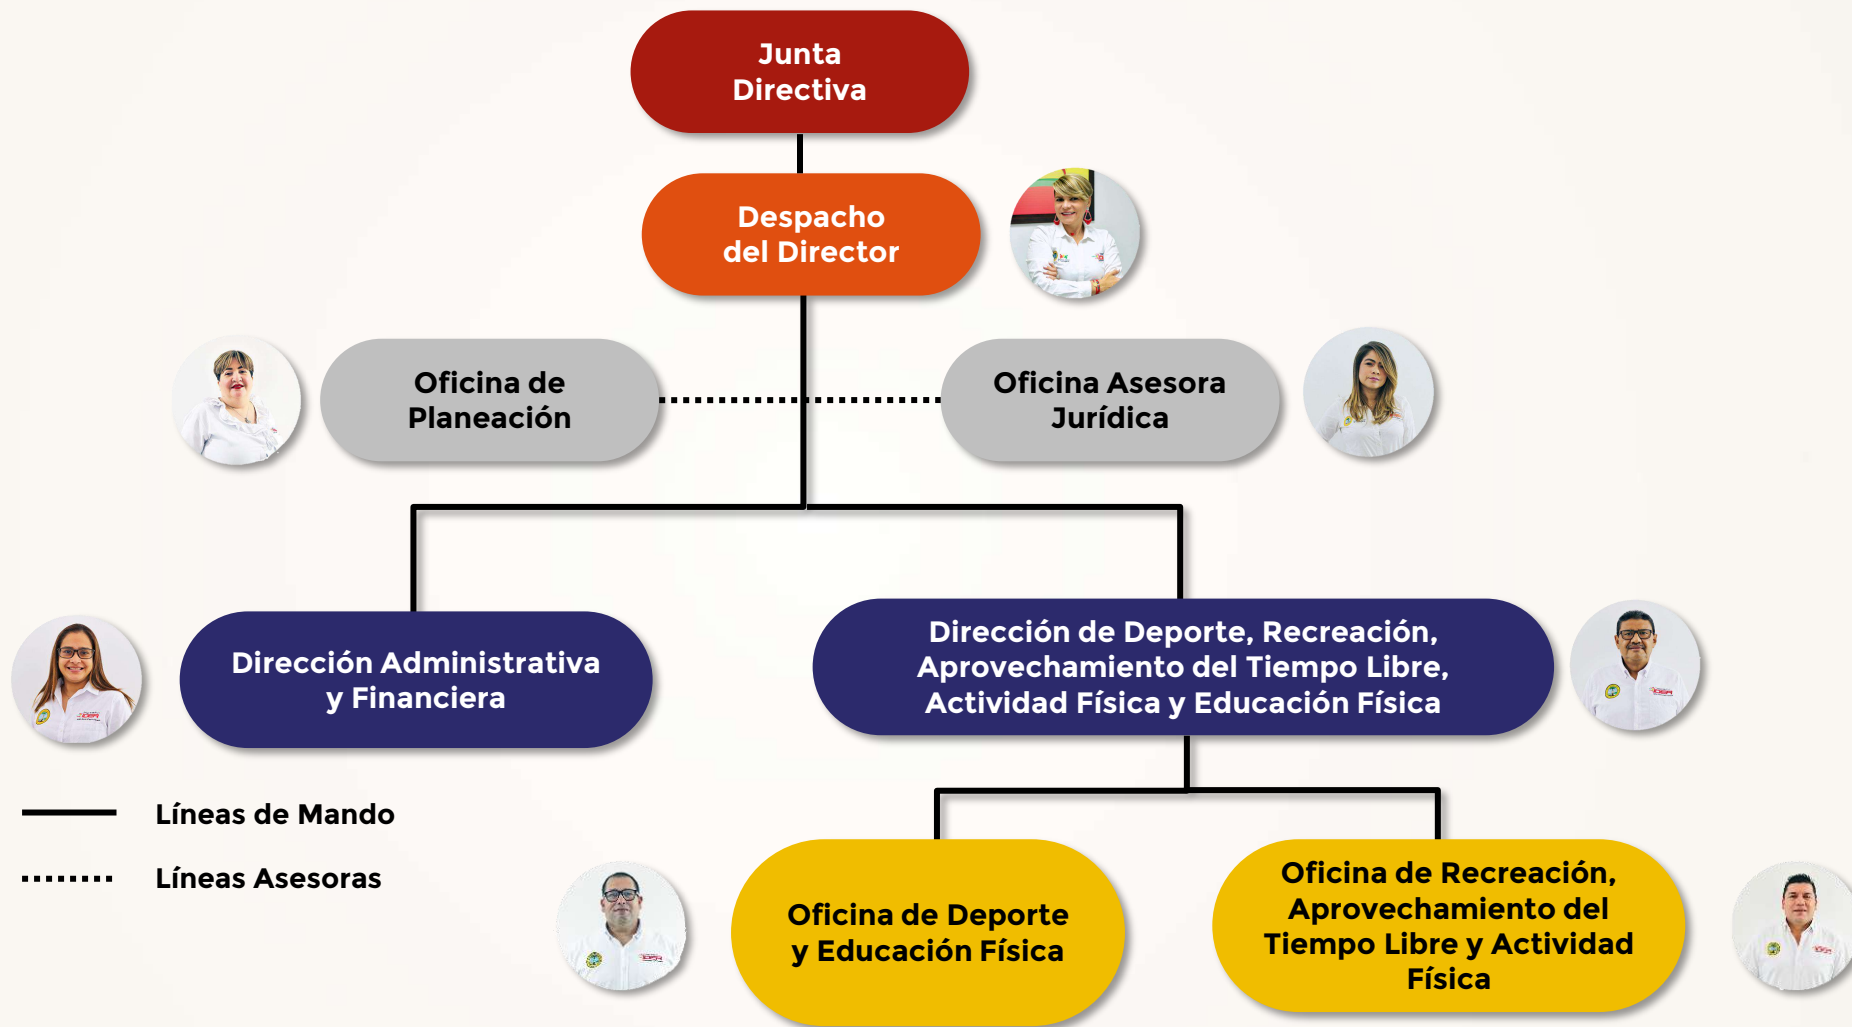 Junta
Directiva
Despacho
del Director
Oficina de
Planeación
Oficina Asesora
Jurídica
Dirección Administrativa
y Financiera
Dirección de Deporte, Recreación,
Aprovechamiento del Tiempo Libre,
Actividad Física y Educación Física
Líneas de Mando
Líneas Asesoras
Oficina de Deporte
y Educación Física
Oficina de Recreación,
Aprovechamiento del
Tiempo Libre y Actividad
Física